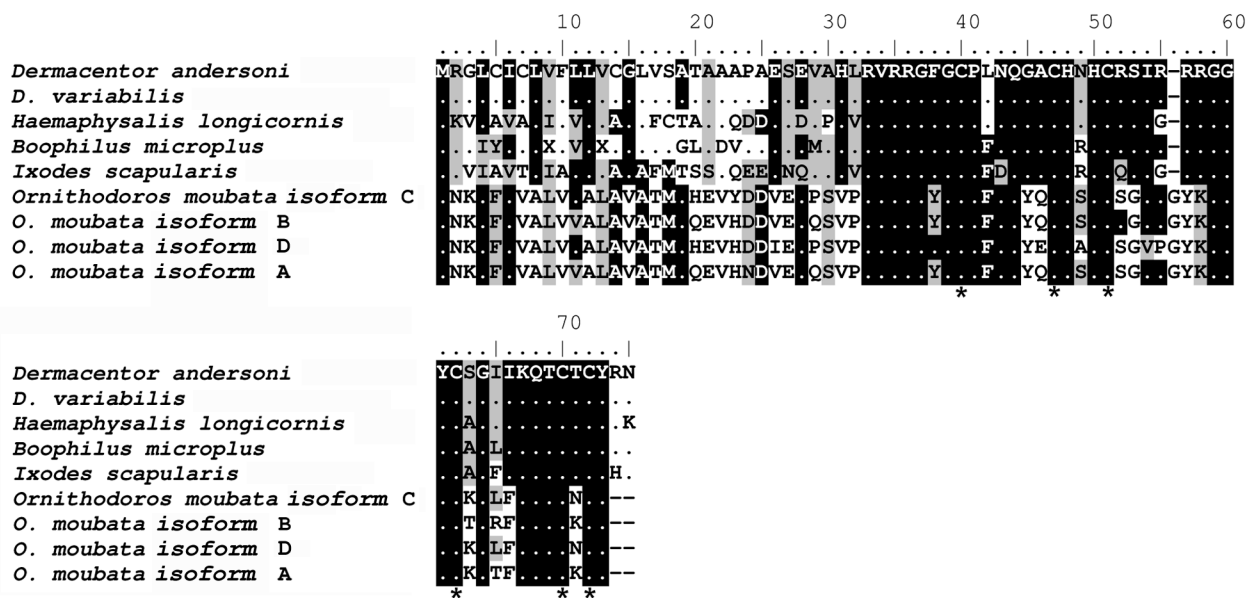 10 20 30 40 50 60
....|....|....|....|....|....|....|....|....|....|....|....|
Dermacentor andersoni MRGLCICLVFLLVCGLVSATAAAPAESEVAHLRVRRGFGCPLNQGACHNHCRSIR-RRGG
D. variabilis .......................................................-....
Haemaphysalis longicornis .KV.AVA.I.V..A..FCTA..QDD..D.P.V......................G-....
Boophilus microplus ...IY...X.V.X.....GL.DV.....M............F......R......-....
Ixodes scapularis ..VIAVT.IA...A.AFMTSS.QEE.NQ...V.........FD.....R..Q..G-....
Ornithodoros moubata isoform C .NK.F.VALV.ALAVATM.HEVYDDVE.PSVP.....Y...F..YQ..S..SG..GYK..
O. moubata isoform B .NK.F.VALVVALAVATM.QEVHDDVE.QSVP.....Y...F..YQ..S...G..GYK..
O. moubata isoform D .NK.F.VALV.ALAVATM.HEVHDDIE.PSVP.........F..YE..A..SGVPGYK..
O. moubata isoform A .NK.F.VALVVALAVATM.QEVHNDVE.QSVP.....Y...F..YQ..S..SG..GYK..
* * *
70
....|....|....|
Dermacentor andersoni YCSGIIKQTCTCYRN
D. variabilis ...............
Haemaphysalis longicornis ..A...........K
Boophilus microplus ..A.L..........
Ixodes scapularis ..A.F........H.
Ornithodoros moubata isoform C ..K.LF....N..--
O. moubata isoform B ..T.RF....K..--
O. moubata isoform D ..K.LF....N..--
O. moubata isoform A ..K.TF....K..--
* * *